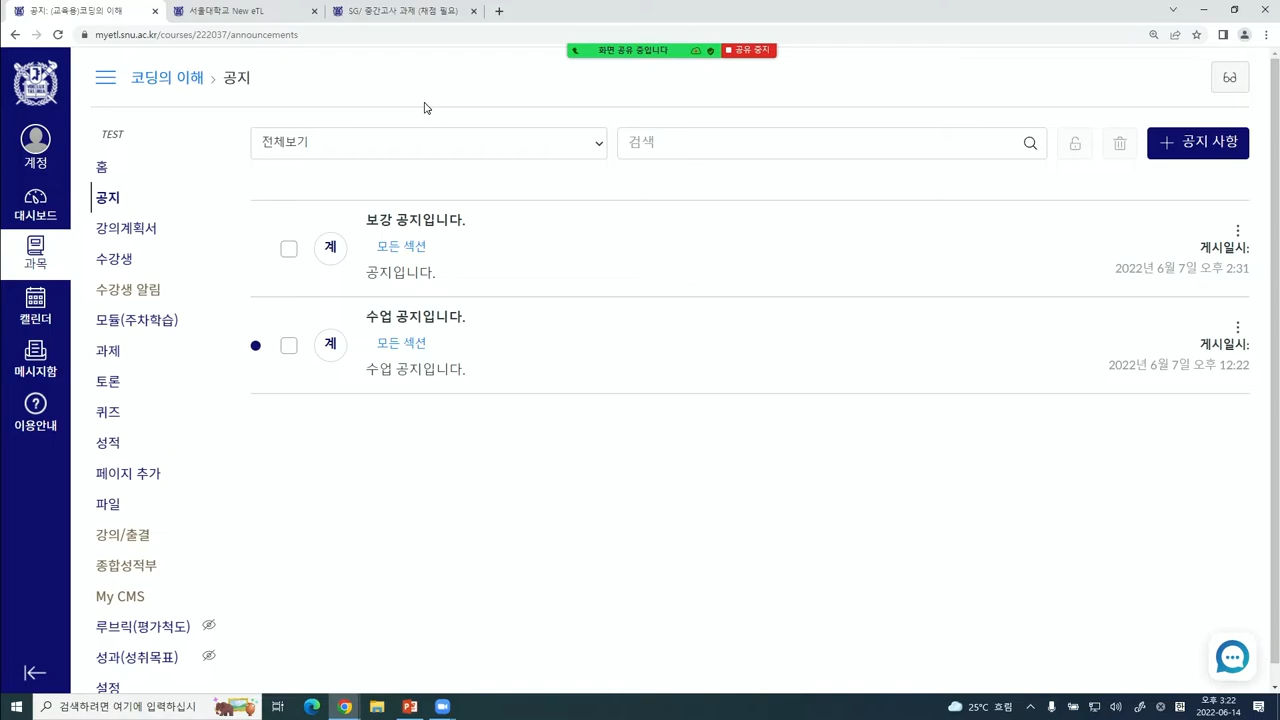 공지: (교육용)코딩의 이해
서울대학교 New eTL
SG/ 중간고사 과제 (채점 필요)
myetl.snu.ac.kr/courses/222037/announcements
화면 공유 중입니다
공유 중지
코딩의 이해 › 공지
계정
대시보드
과목
캘린더
메시지함
이용안내
TEST
홈
공지
강의계획서
수강생
수강생 알림
모듈(주차학습)
과제
토론
퀴즈
성적
페이지 추가
파일
강의/출결
종합성적부
My CMS
루브릭(평가척도)
성과(성취목표)
설정
전체보기
검색
+ 공지 사항
계
보강 공지입니다.
모든 섹션
공지입니다.
게시일시:
2022년 6월 7일 오후 2:31
계
수업 공지입니다.
모든 섹션
수업 공지입니다.
게시일시:
2022년 6월 7일 오후 12:22
검색하려면 여기에 입력하십시
25°C 흐림
오후 3:22
2022-06-14